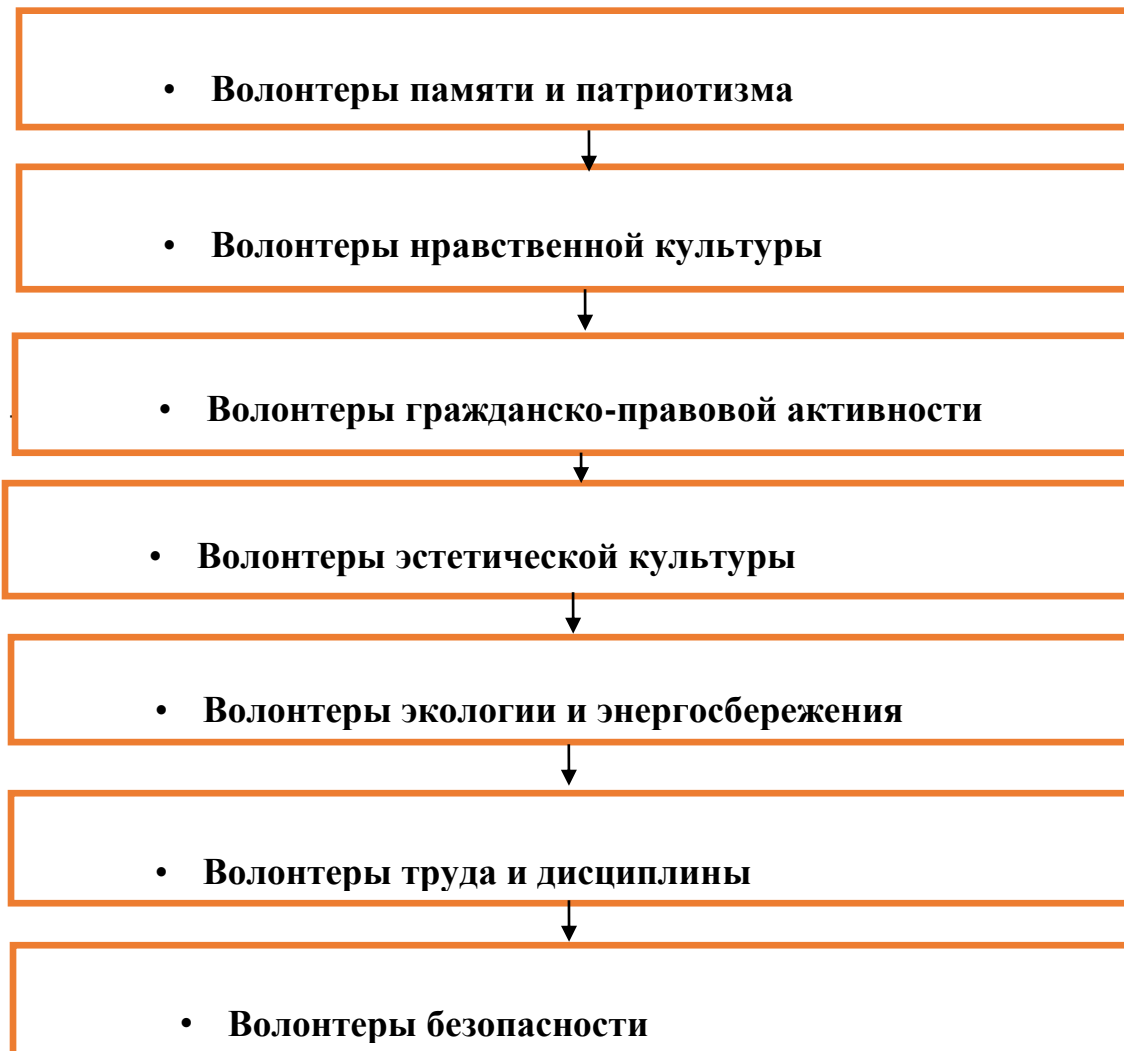 • Волонтеры памяти и патриотизма
• Волонтеры нравственной культуры
• Волонтеры гражданско-правовой активности
• Волонтеры эстетической культуры
• Волонтеры экологии и энергосбережения
• Волонтеры труда и дисциплины
• Волонтеры безопасности